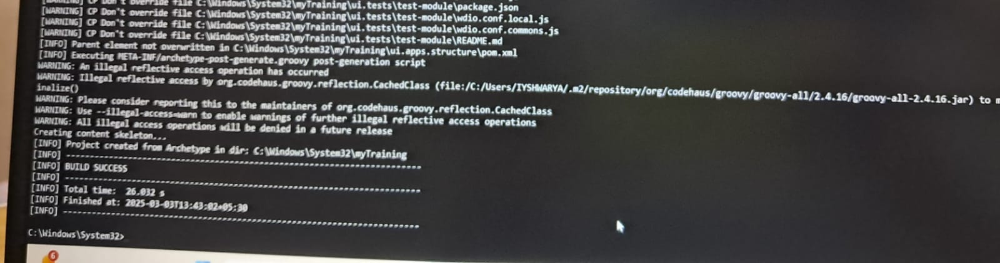 [WARNING] CP Don't override file C:\Windows\System32\myTraining\ui.tests\test-module\package.json
[WARNING] CP Don't override file C:\Windows\System32\myTraining\ui.tests\test-module\wdio.conf.local.js
[WARNING] CP Don't override file C:\Windows\System32\myTraining\ui.tests\test-module\wdio.conf.commons.js
[WARNING] CP Don't override file C:\Windows\System32\myTraining\ui.tests\test-module\README.md
[INFO] Parent element not overwritten in C:\Windows\System32\myTraining\ui.apps.structure\pom.xml
[INFO] Executing META-INF/archetype-post-generate.groovy post-generation script
WARNING: An illegal reflective access operation has occurred
WARNING: Illegal reflective access by org.codehaus.groovy.reflection.CachedClass (file:/C:/Users/IYSHWARYA/.m2/repository/org/codehaus/groovy/groovy-all/2.4.16/groovy-all-2.4.16.jar) to
inalize()
WARNING: Please consider reporting this to the maintainers of org.codehaus.groovy.reflection.CachedClass
WARNING: Use --illegal-access=warn to enable warnings of further illegal reflective access operations
WARNING: All illegal access operations will be denied in a future release
Creating content skeleton...
[INFO] Project created from Archetype in dir: C:\Windows\System32\myTraining
[INFO] ------------------------------------------------------------------------
[INFO] BUILD SUCCESS
[INFO] ------------------------------------------------------------------------
[INFO] Total time:  26.032 s
[INFO] Finished at: 2025-03-03T13:43:02+05:30
[INFO] ------------------------------------------------------------------------
C:\Windows\System32>
6